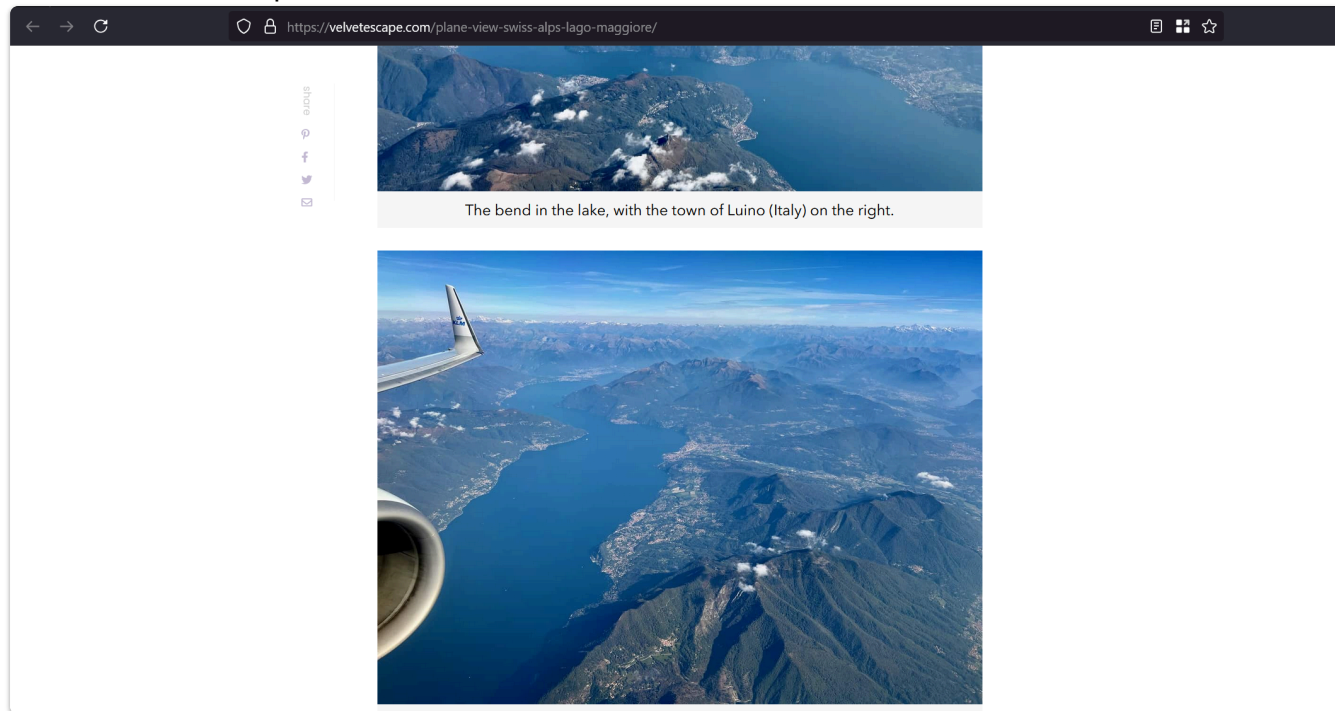 https://velvetescape.com/plane-view-swiss-alps-lago-maggiore/
share
The bend in the lake, with the town of Luino (Italy) on the right.
KLM